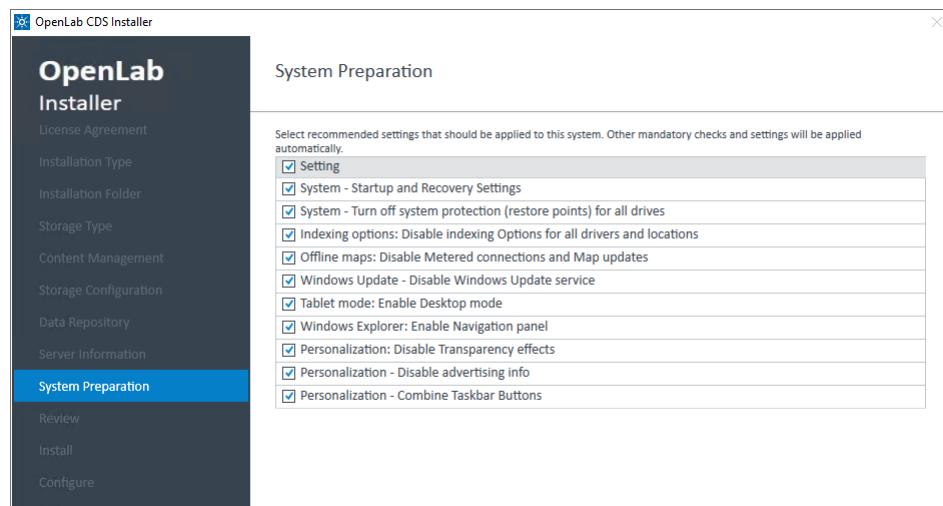 OpenLab CDS Installer
OpenLab
Installer
License Agreement
Installation Type
Installation Folder
Storage Type
Content Management
Storage Configuration
Data Repository
Server Information
System Preparation
Review
Install
Configure
System Preparation
Select recommended settings that should be applied to this system. Other mandatory checks and settings will be applied
automatically.
Setting
System - Startup and Recovery Settings
System - Turn off system protection (restore points) for all drives
Indexing options: Disable indexing Options for all drivers and locations
Offline maps: Disable Metered connections and Map updates
Windows Update - Disable Windows Update service
Tablet mode: Enable Desktop mode
Windows Explorer: Enable Navigation panel
Personalization: Disable Transparency effects
Personalization - Disable advertising info
Personalization - Combine Taskbar Buttons